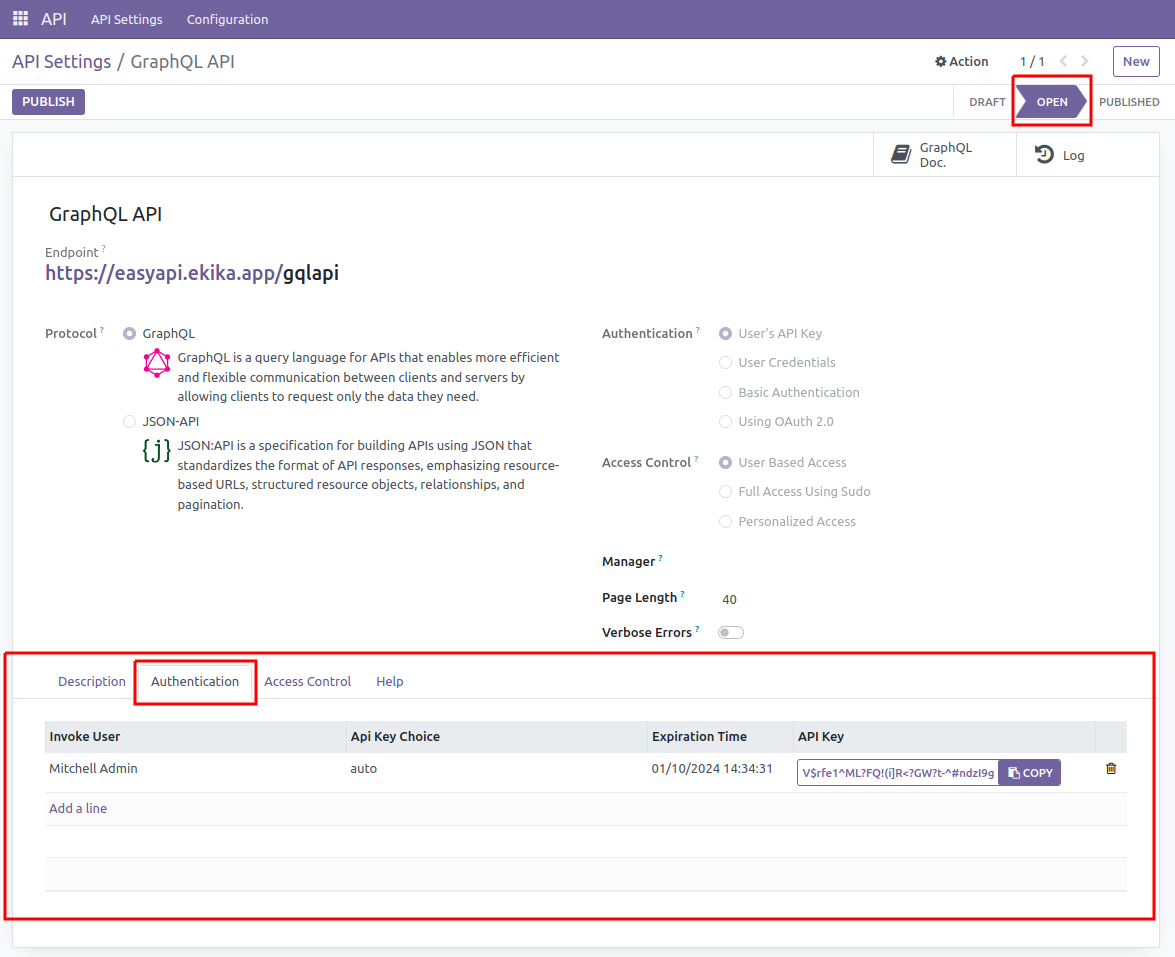 API API Settings Configuration
API Settings / GraphQL API Action 1 / 1 New
PUBLISH DRAFT OPEN PUBLISHED
GraphQL
Doc.
Log
GraphQL API
Endpoint ?
https://easyapi.ekika.app/gqlapi
Protocol ? GraphQL
GraphQL is a query language for APIs that enables more efficient
and flexible communication between clients and servers by
allowing clients to request only the data they need.
JSON-API
{j} JSON:API is a specification for building APIs using JSON that
standardizes the format of API responses, emphasizing resource-
based URLs, structured resource objects, relationships, and
pagination.
Authentication ? User's API Key
User Credentials
Basic Authentication
Using OAuth 2.0
Access Control ? User Based Access
Full Access Using Sudo
Personalized Access
Manager ?
Page Length ? 40
Verbose Errors ?
Description Authentication Access Control Help
Invoke User Api Key Choice Expiration Time API Key
Mitchell Admin auto 01/10/2024 14:34:31 V$rfe1^ML?FQ!(i]R<?GW?t-^#ndzI9g COPY
Add a line